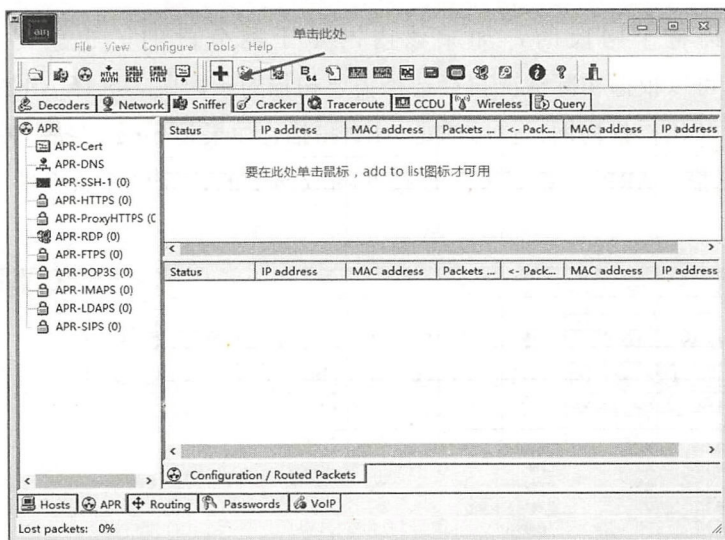 Cain
单击此处
File View Configure Tools Help
Decoders Network Sniffer Cracker Traceroute CCDU Wireless Query
APR
APR-Cert
APR-DNS
APR-SSH-1 (0)
APR-HTTPS (0)
APR-ProxyHTTPS (C
APR-RDP (0)
APR-FTPS (0)
APR-POP3S (0)
APR-IMAPS (0)
APR-LDAPS (0)
APR-SIPS (0)
Status IP address MAC address Packets ... <- Pack... MAC address IP address
要在此处单击鼠标，add to list图标才可用
Status IP address MAC address Packets ... <- Pack... MAC address IP address
Configuration / Routed Packets
Hosts APR Routing Passwords VoIP
Lost packets: 0%